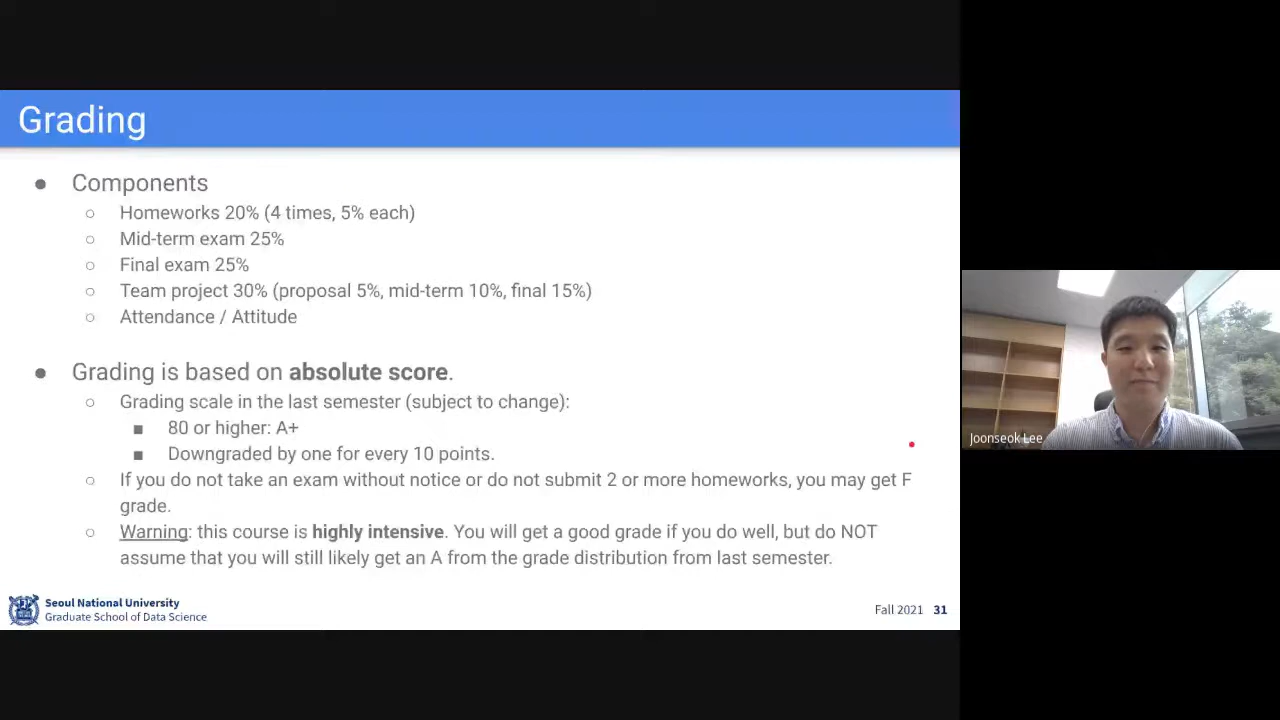 Grading
● Components
○ Homeworks 20% (4 times, 5% each)
○ Mid-term exam 25%
○ Final exam 25%
○ Team project 30% (proposal 5%, mid-term 10%, final 15%)
○ Attendance / Attitude
● Grading is based on absolute score.
○ Grading scale in the last semester (subject to change):
■ 80 or higher: A+
■ Downgraded by one for every 10 points.
○ If you do not take an exam without notice or do not submit 2 or more homeworks, you may get F
grade.
○ Warning: this course is highly intensive. You will get a good grade if you do well, but do NOT
assume that you will still likely get an A from the grade distribution from last semester.
Seoul National University
Graduate School of Data Science
Fall 2021 31
Joonseok Lee